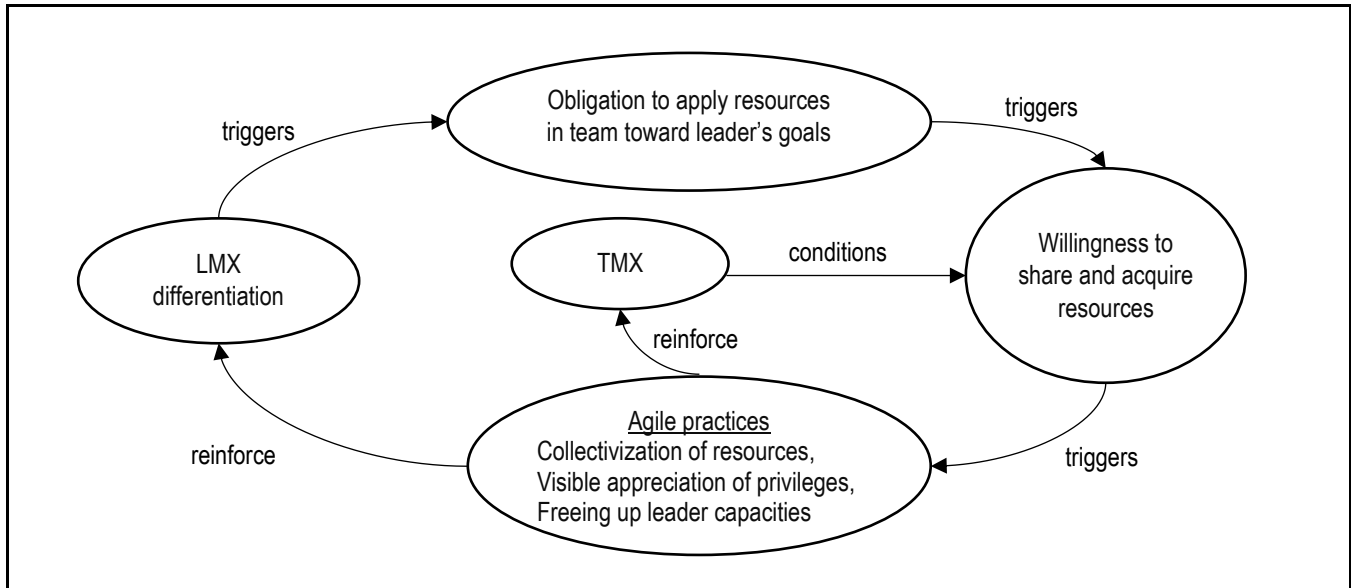 Obligation to apply resources
in team toward leader's goals
triggers
triggers
LMX
differentiation
TMX
conditions
Willingness to
share and acquire
resources
reinforce
reinforce
Agile practices
Collectivization of resources,
Visible appreciation of privileges,
Freeing up leader capacities
triggers